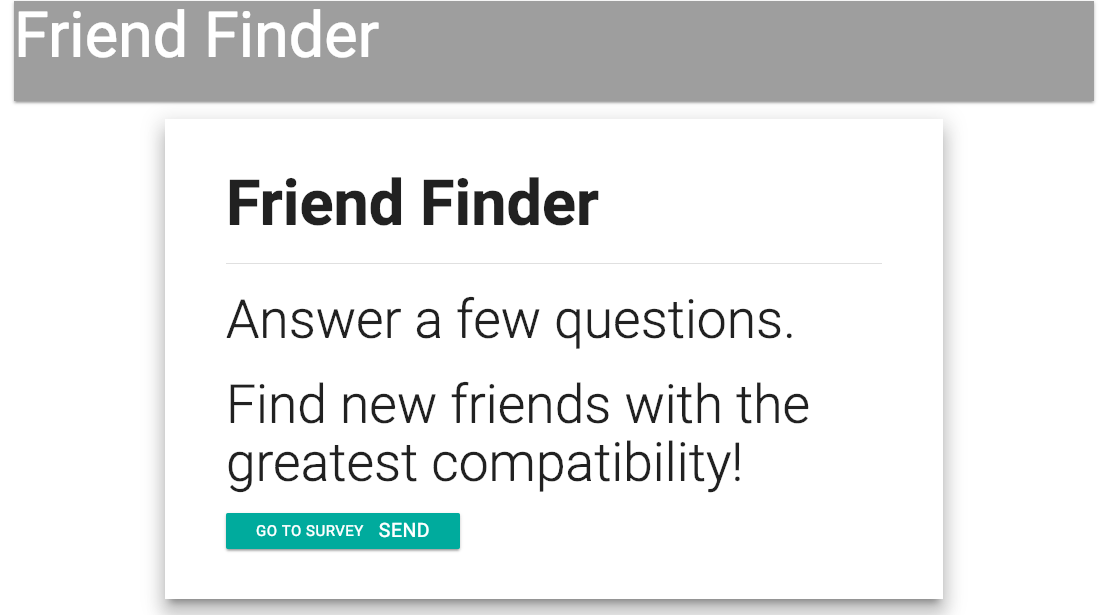 Friend Finder
Friend Finder
Answer a few questions.
Find new friends with the
greatest compatibility!
GO TO SURVEY SEND